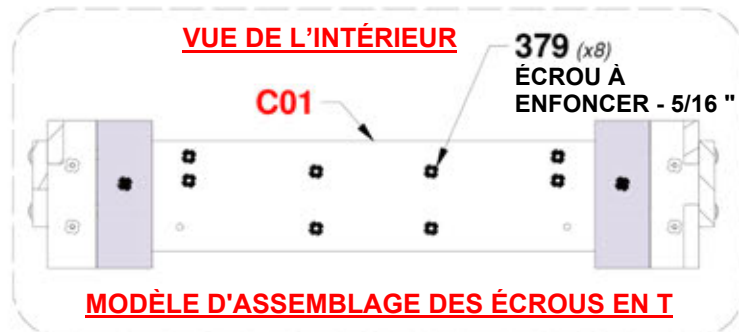 VUE DE L’INTÉRIEUR
379 (x8)
ÉCROU À
ENFONCER - 5/16 "
C01
MODÈLE D'ASSEMBLAGE DES ÉCROUS EN T